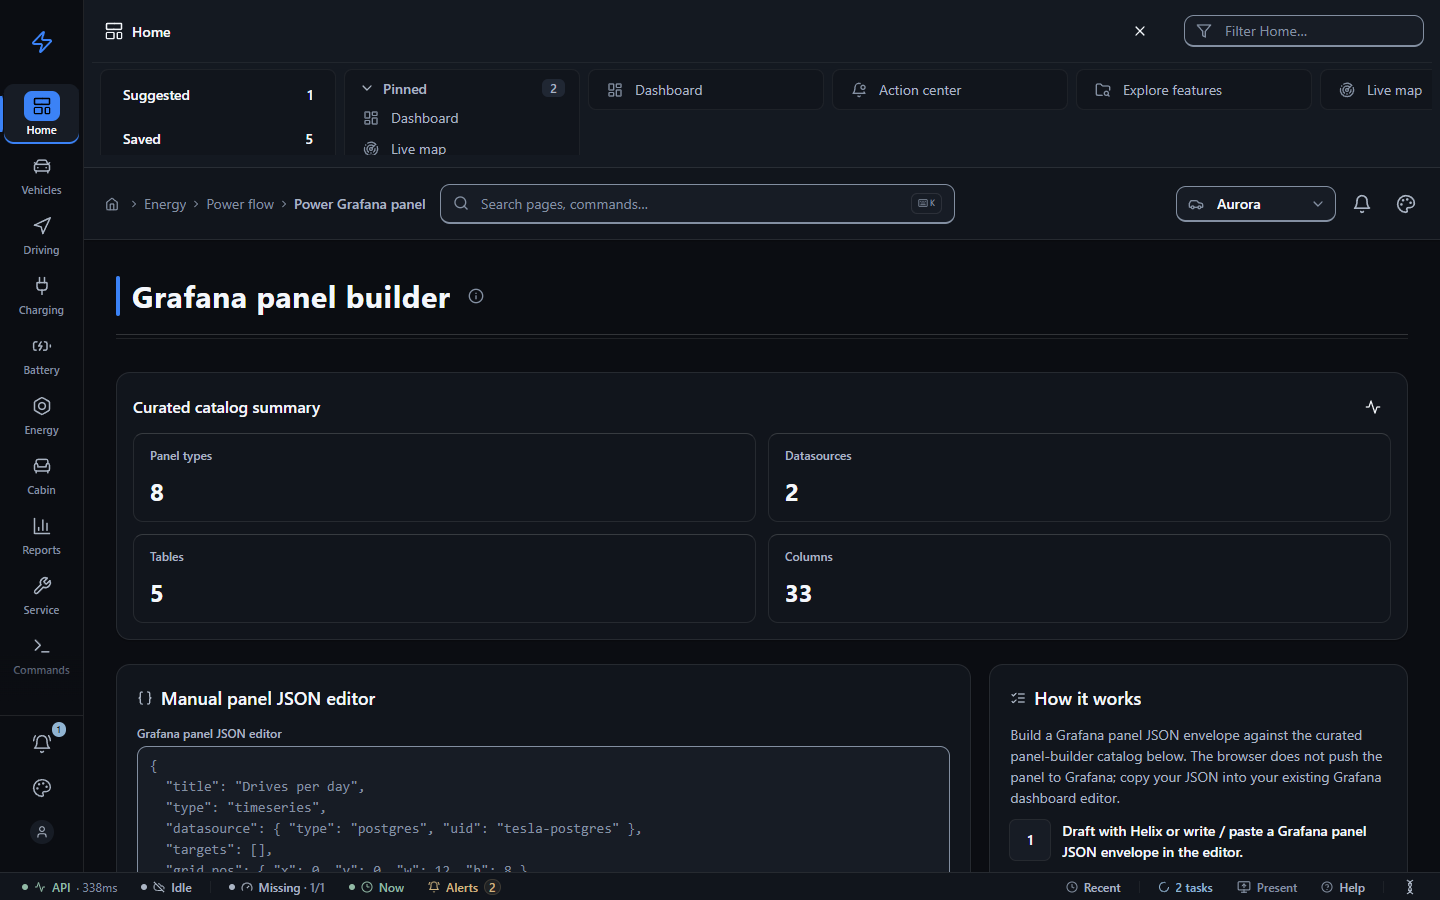 Home
Filter Home...
Suggested 1
Saved 5
Pinned 2
Dashboard
Live map
Dashboard
Action center
Explore features
Live map
Home
Vehicles
Driving
Charging
Battery
Energy
Cabin
Reports
Service
Commands
1
Energy > Power flow > Power Grafana panel
Search pages, commands...
K
Aurora
Grafana panel builder
Curated catalog summary
Panel types
8
Datasources
2
Tables
5
Columns
33
{} Manual panel JSON editor
Grafana panel JSON editor
{
"title": "Drives per day",
"type": "timeseries",
"datasource": { "type": "postgres", "uid": "tesla-postgres" },
"targets": [],
"grid_pos": { "x": 0, "y": 0, "w": 12, "h": 8 }
How it works
Build a Grafana panel JSON envelope against the curated
panel-builder catalog below. The browser does not push the
panel to Grafana; copy your JSON into your existing Grafana
dashboard editor.
1 Draft with Helix or write / paste a Grafana panel
JSON envelope in the editor.
API · 338ms
Idle
Missing · 1/1
Now
Alerts 2
Recent
2 tasks
Present
Help